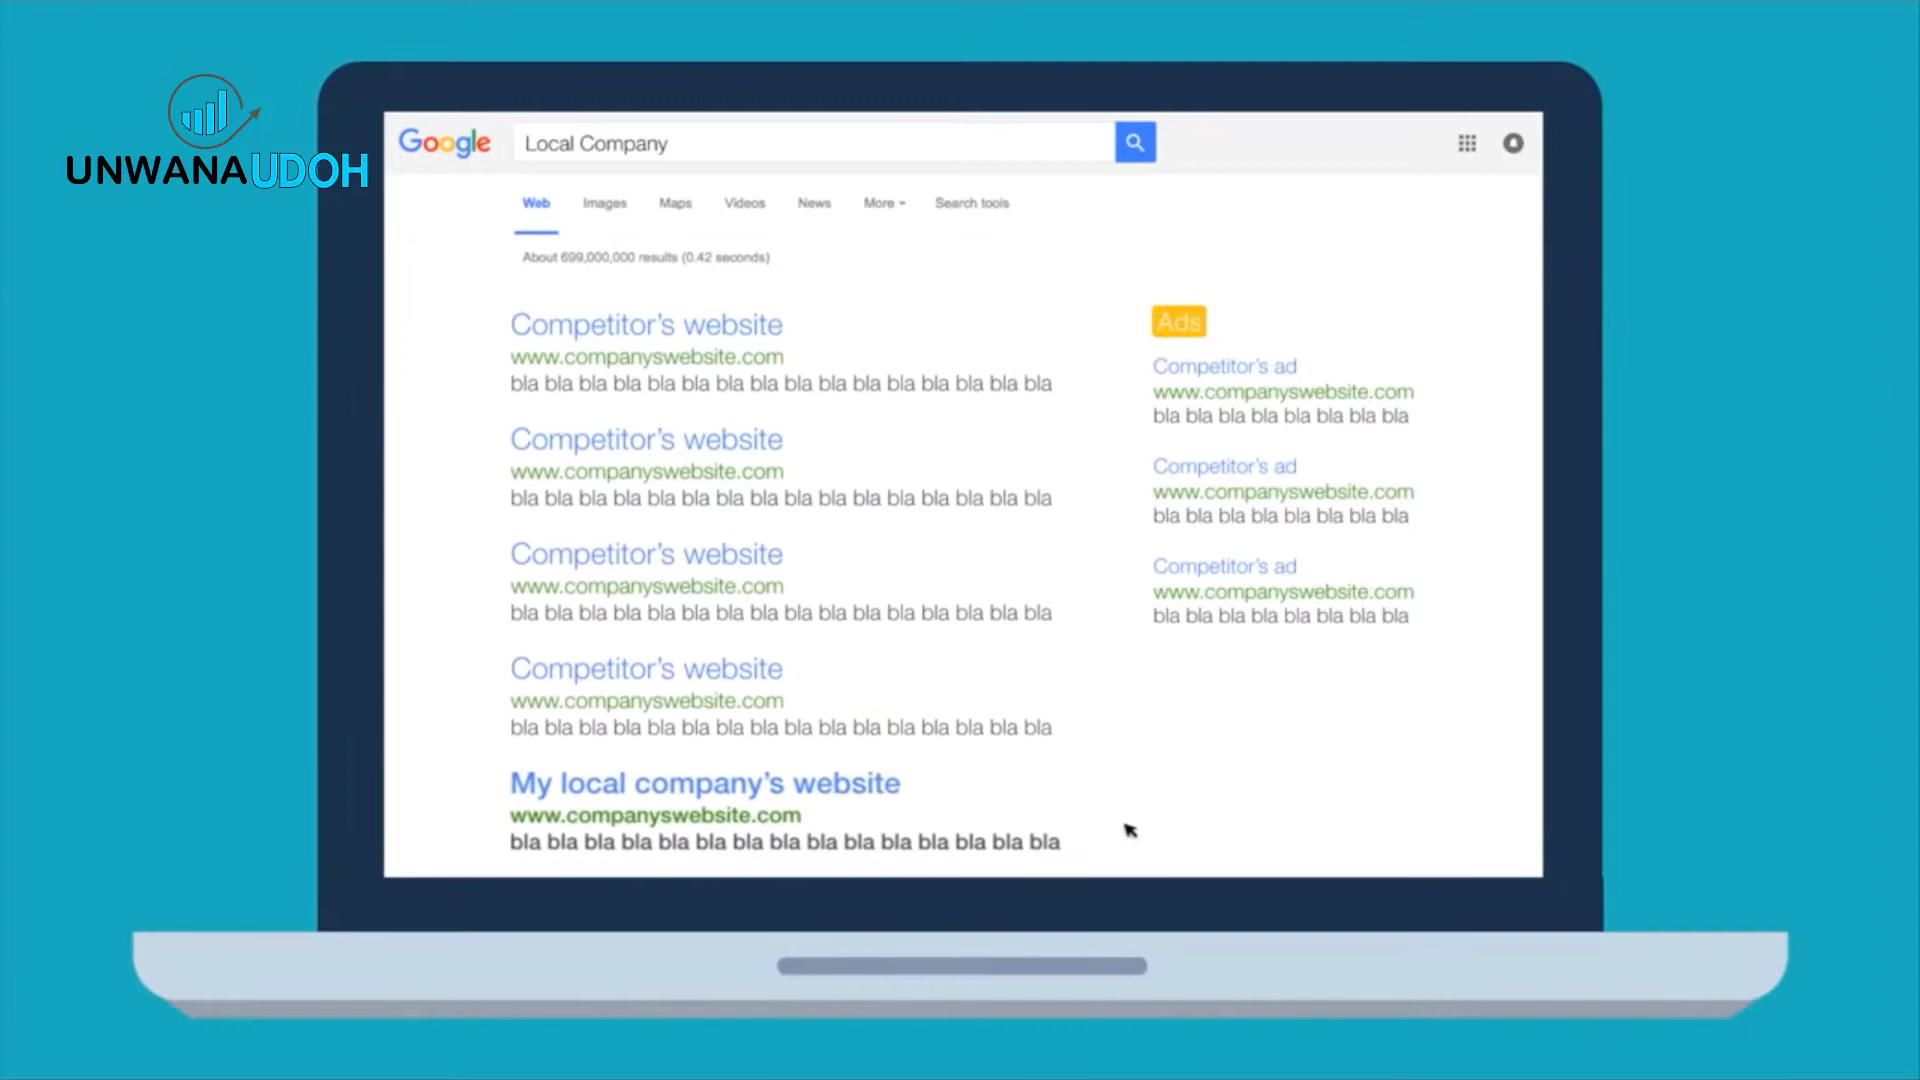 UNWANAUDOH
Google
Local Company
Web Images Maps Videos News More Search tools
About 699,000,000 results (0.42 seconds)
Competitor's website
www.companyswebsite.com
bla bla bla bla bla bla bla bla bla bla bla bla bla bla bla bla
Competitor's website
www.companyswebsite.com
bla bla bla bla bla bla bla bla bla bla bla bla bla bla bla bla
Competitor's website
www.companyswebsite.com
bla bla bla bla bla bla bla bla bla bla bla bla bla bla bla bla
Competitor's website
www.companyswebsite.com
bla bla bla bla bla bla bla bla bla bla bla bla bla bla bla bla
My local company's website
www.companyswebsite.com
bla bla bla bla bla bla bla bla bla bla bla bla bla bla bla
Ads
Competitor's ad
www.companyswebsite.com
bla bla bla bla bla bla bla bla
Competitor's ad
www.companyswebsite.com
bla bla bla bla bla bla bla bla
Competitor's ad
www.companyswebsite.com
bla bla bla bla bla bla bla bla